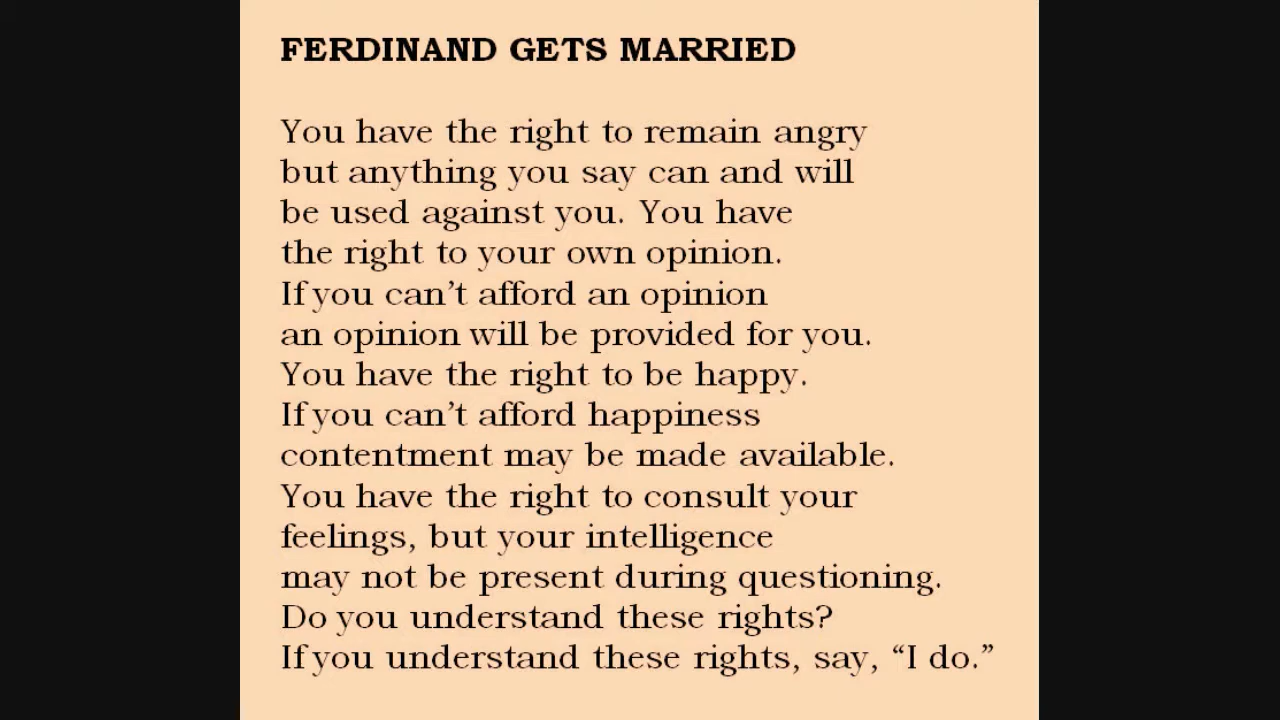 FERDINAND GETS MARRIED
You have the right to remain angry
but anything you say can and will
be used against you. You have
the right to your own opinion.
If you can’t afford an opinion
an opinion will be provided for you.
You have the right to be happy.
If you can’t afford happiness
contentment may be made available.
You have the right to consult your
feelings, but your intelligence
may not be present during questioning.
Do you understand these rights?
If you understand these rights, say, “I do.”